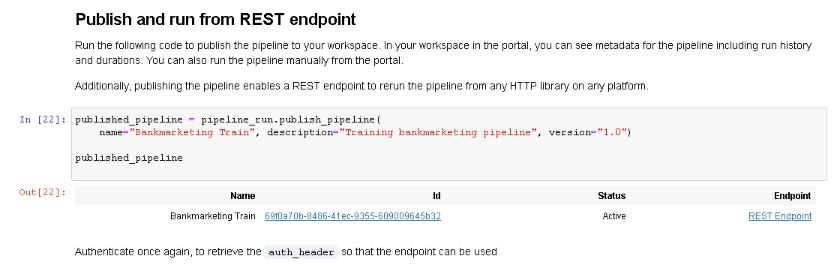 Publish and run from REST endpoint
Run the following code to publish the pipeline to your workspace. In your workspace in the portal, you can see metadata for the pipeline including run history
and durations. You can also run the pipeline manually from the portal.
Additionally, publishing the pipeline enables a REST endpoint to rerun the pipeline from any HTTP library on any platform.
In [22]: published_pipeline = pipeline_run.publish_pipeline(
name="Bankmarketing Train", description="Training bankmarketing pipeline", version="1.0")
published_pipeline
Out[22]:
Name Id Status Endpoint
Bankmarketing Train 69f0a70b-8486-41ec-9355-609009645b32 Active REST Endpoint
Authenticate once again, to retrieve the auth_header so that the endpoint can be used